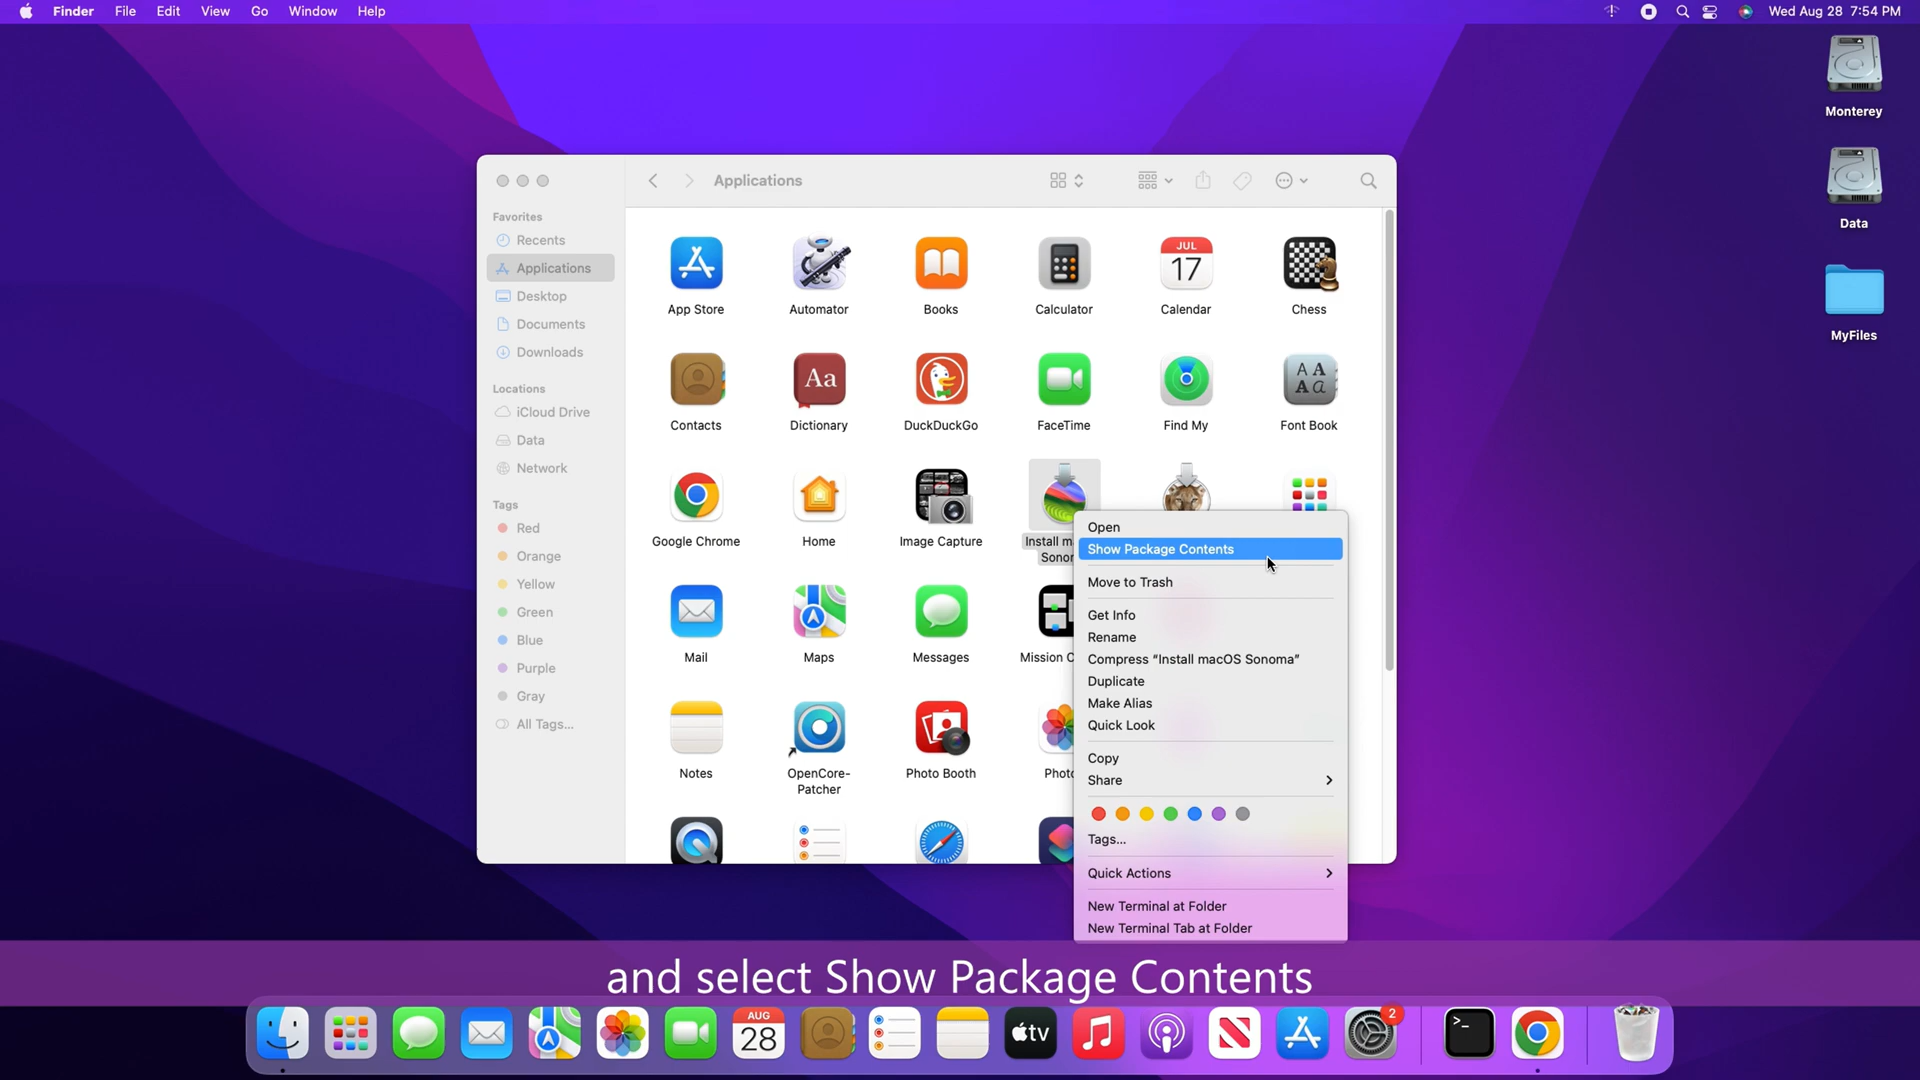 Finder File Edit View Go Window Help
Wed Aug 28 7:54 PM
Monterey
Data
MyFiles
Applications
Favorites
Recents
Applications
Desktop
Documents
Downloads
Locations
iCloud Drive
Data
Network
Tags
Red
Orange
Yellow
Green
Blue
Purple
Gray
All Tags...
JUL
17
App Store Automator Books Calculator Calendar Chess
Aa
A A
A a
Contacts Dictionary DuckDuckGo FaceTime Find My Font Book
Google Chrome Home Image Capture Install m
Sonor
Mail Maps Messages Mission C
Notes OpenCore-
Patcher Photo Booth Photo
Open
Show Package Contents
Move to Trash
Get Info
Rename
Compress “Install macOS Sonoma”
Duplicate
Make Alias
Quick Look
Copy
Share
Tags...
Quick Actions
New Terminal at Folder
New Terminal Tab at Folder
and select Show Package Contents
AUG
28
tv
2
>_